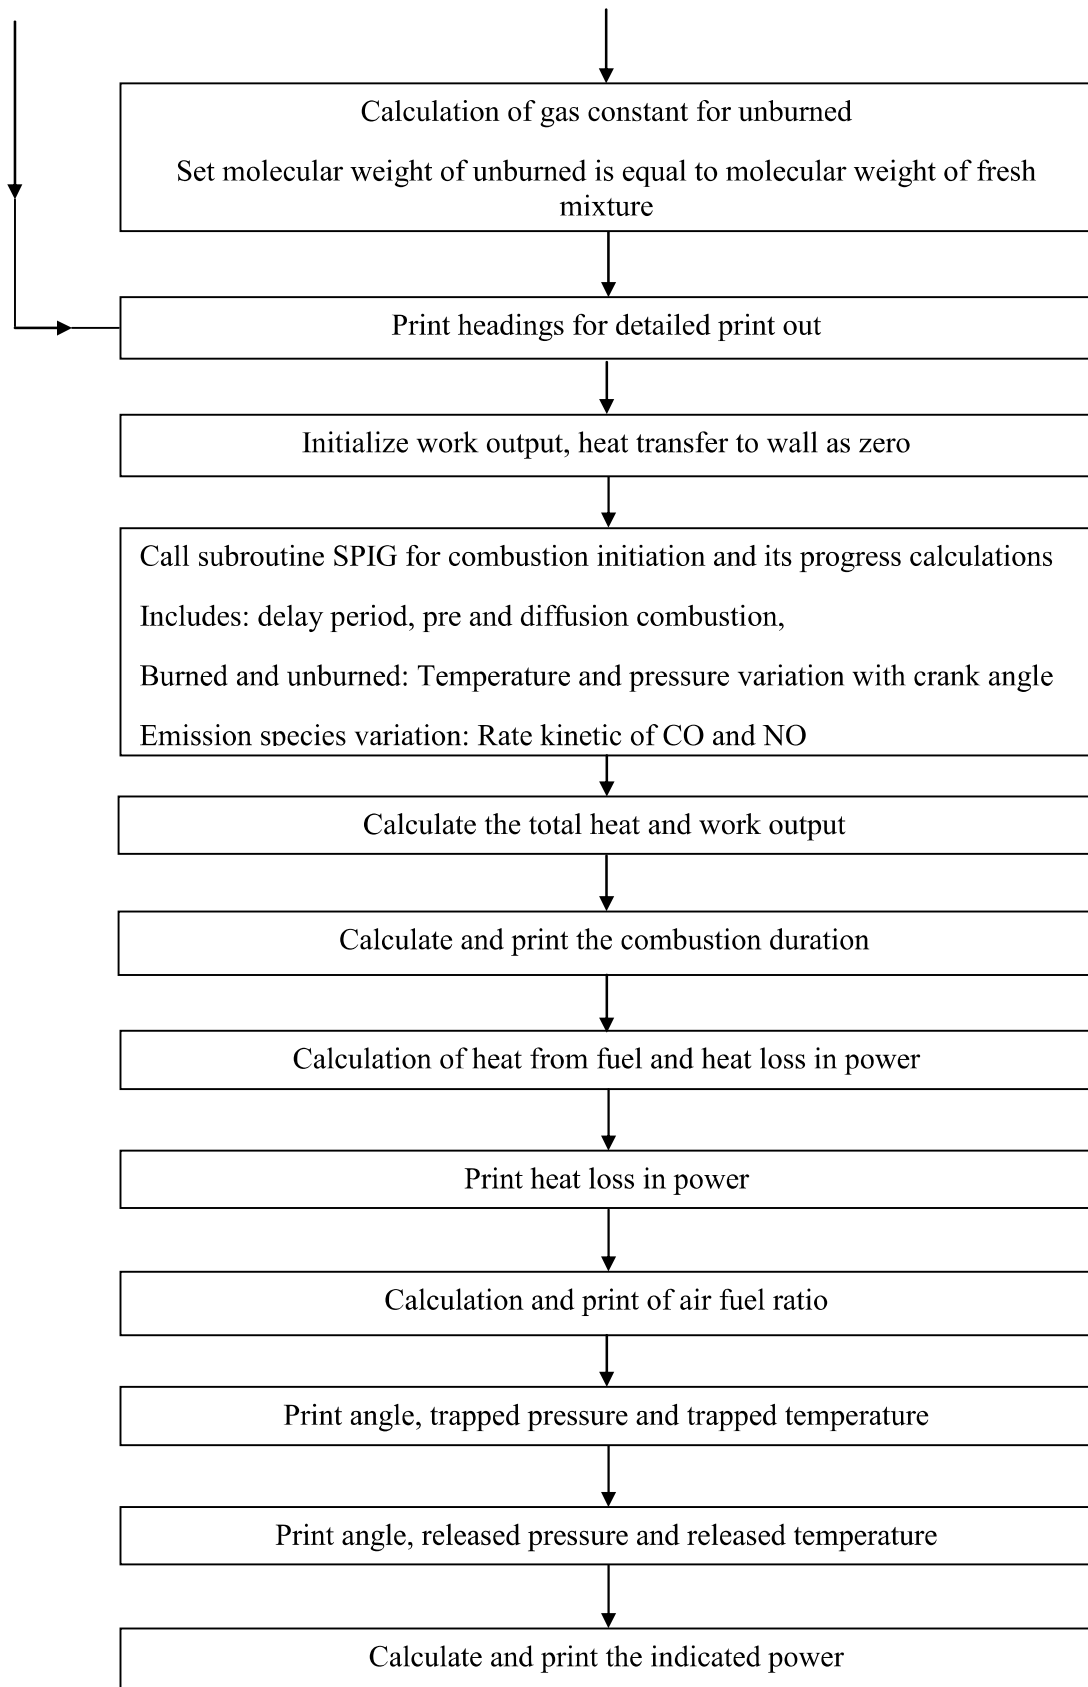 Calculation of gas constant for unburned
Set molecular weight of unburned is equal to molecular weight of fresh
mixture
Print headings for detailed print out
Initialize work output, heat transfer to wall as zero
Call subroutine SPIG for combustion initiation and its progress calculations
Includes: delay period, pre and diffusion combustion,
Burned and unburned: Temperature and pressure variation with crank angle
Emission species variation: Rate kinetic of CO and NO
Calculate the total heat and work output
Calculate and print the combustion duration
Calculation of heat from fuel and heat loss in power
Print heat loss in power
Calculation and print of air fuel ratio
Print angle, trapped pressure and trapped temperature
Print angle, released pressure and released temperature
Calculate and print the indicated power